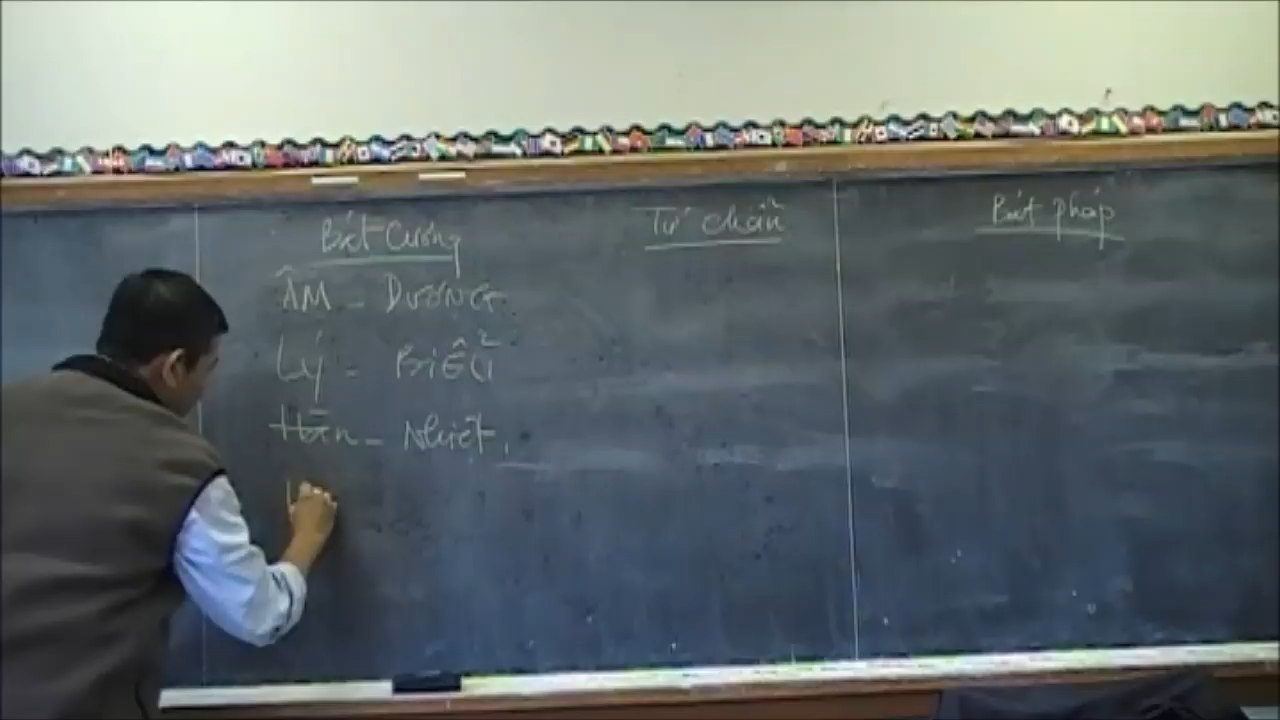 Bát Cương
Tứ chẩn
Bát pháp
ÂM - DƯƠNG
Lý - BIỂU
Hàn - Nhiệt,